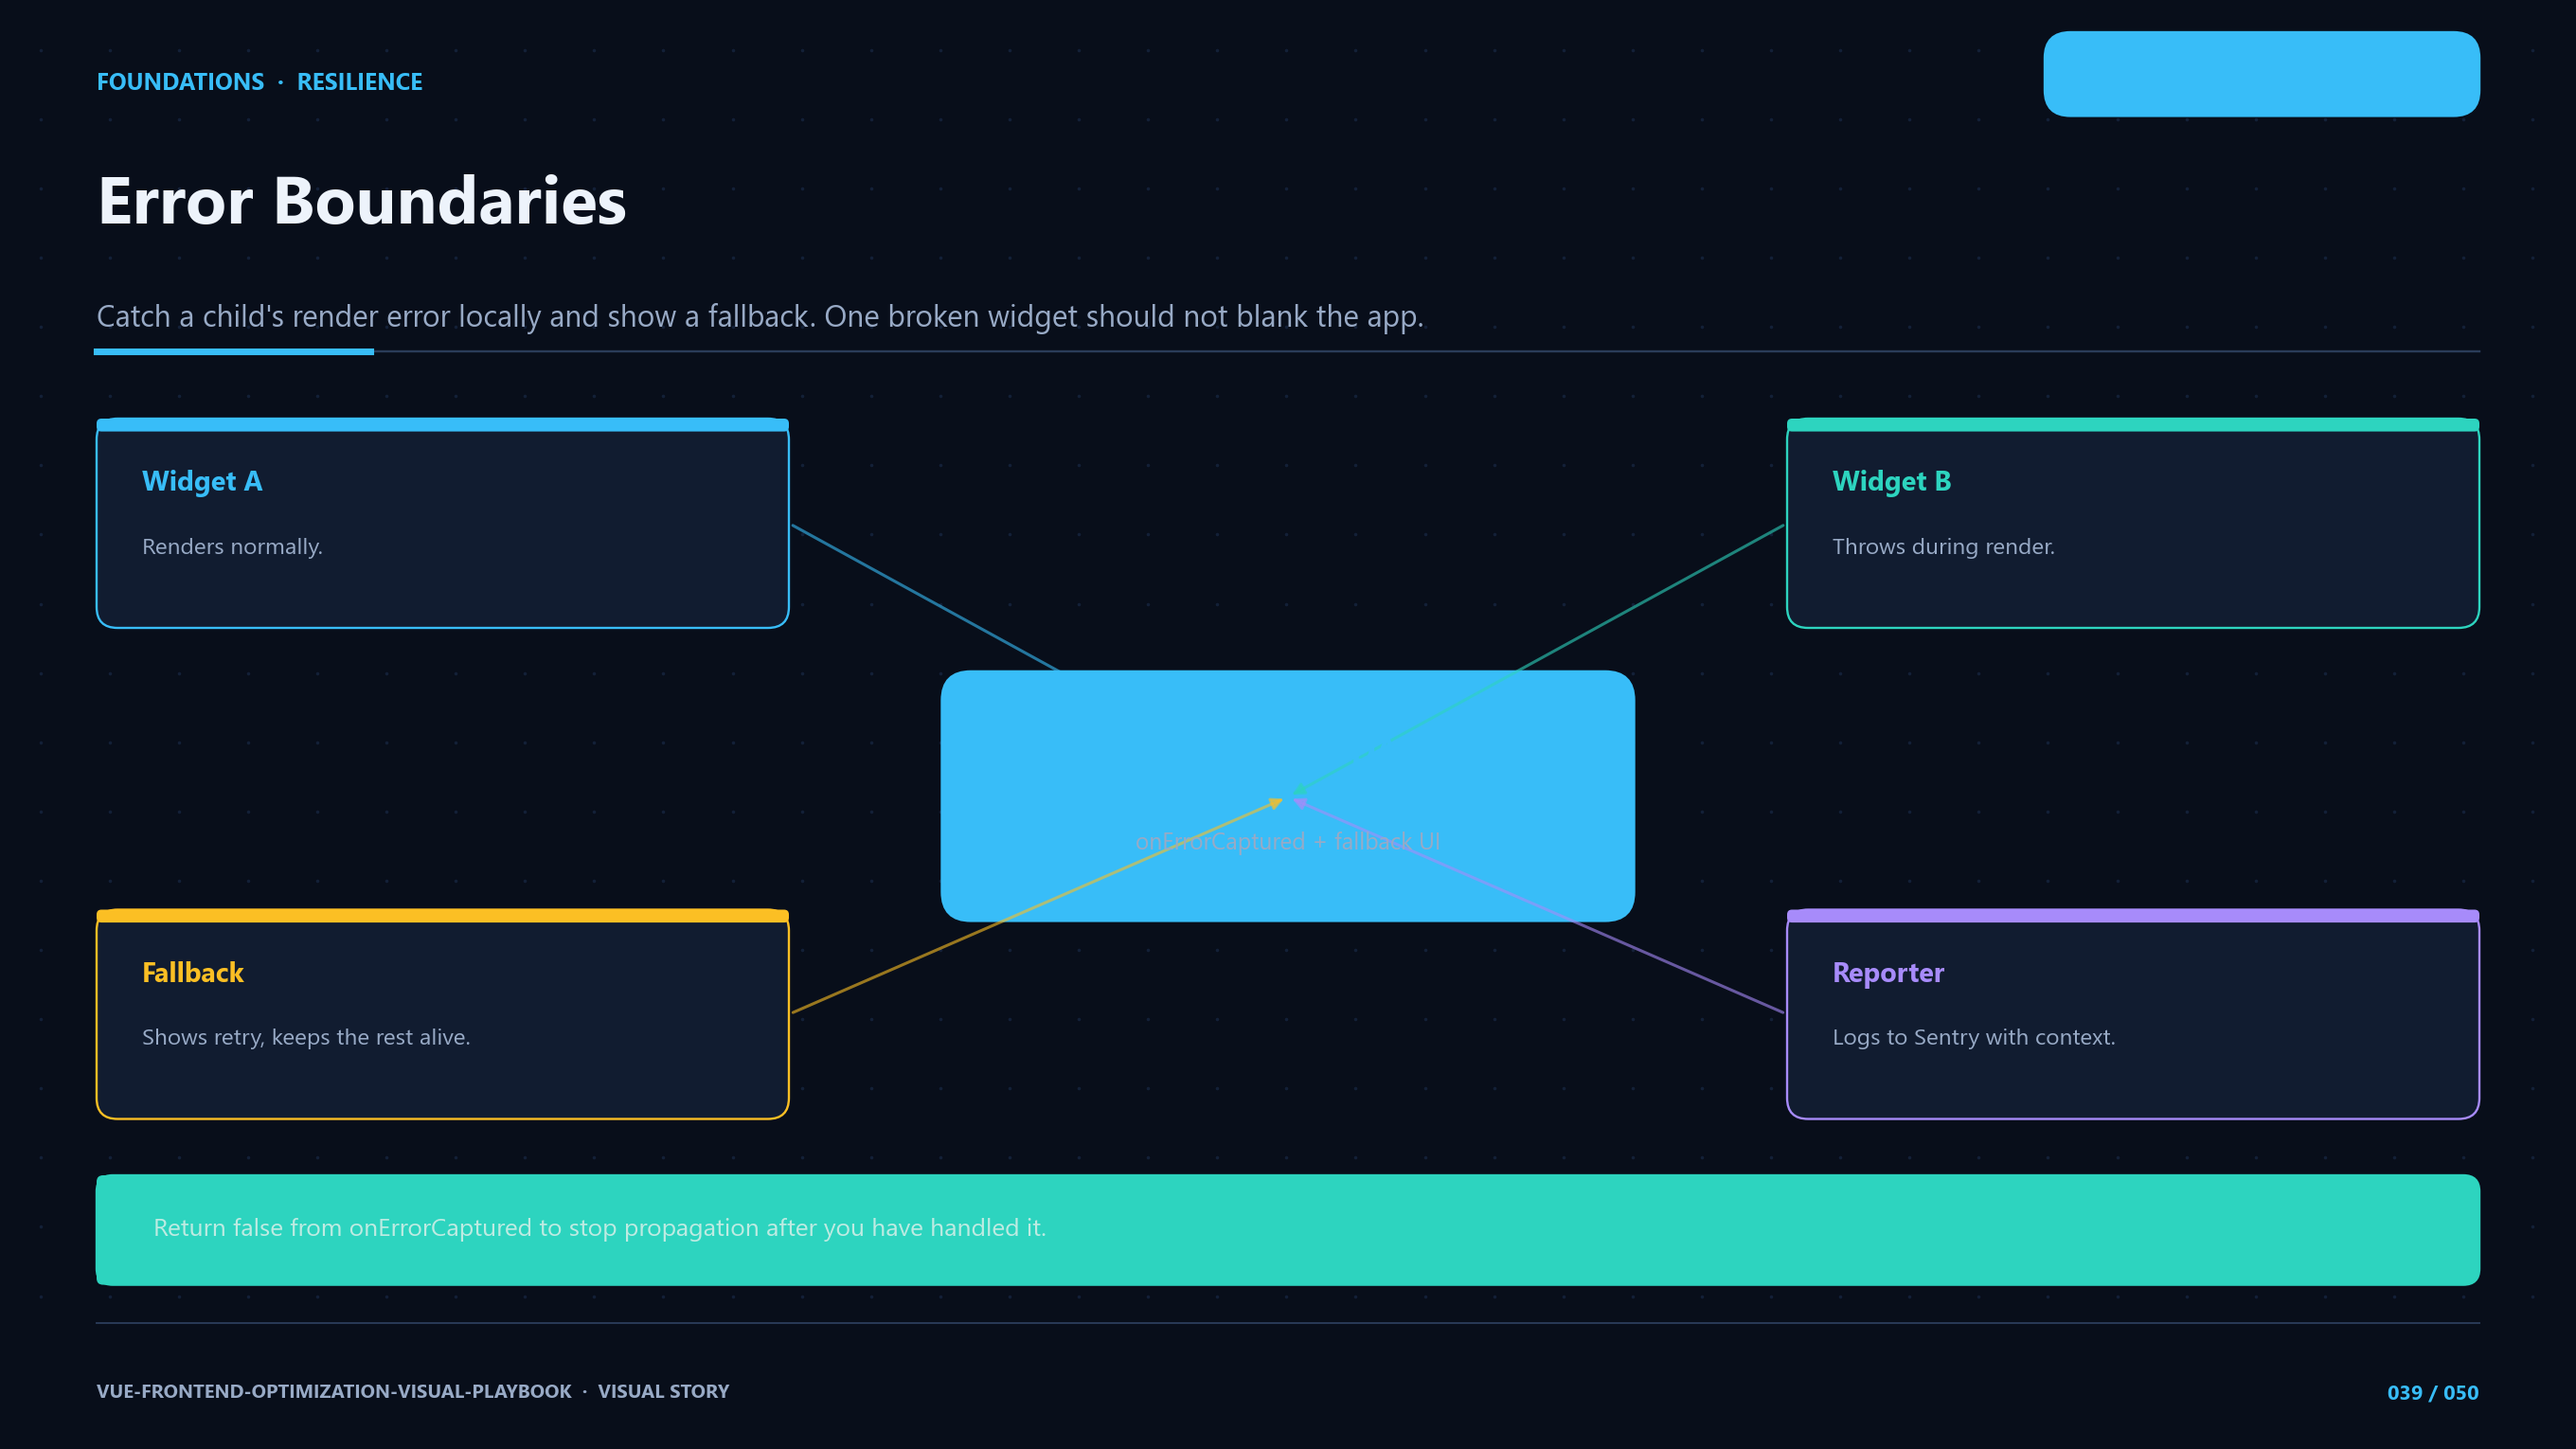 FOUNDATIONS · RESILIENCE
Error Boundaries
Catch a child's render error locally and show a fallback. One broken widget should not blank the app.
Widget A
Renders normally.
Widget B
Throws during render.
onErrorCaptured + fallback UI
Fallback
Shows retry, keeps the rest alive.
Reporter
Logs to Sentry with context.
Return false from onErrorCaptured to stop propagation after you have handled it.
VUE-FRONTEND-OPTIMIZATION-VISUAL-PLAYBOOK · VISUAL STORY
039 / 050